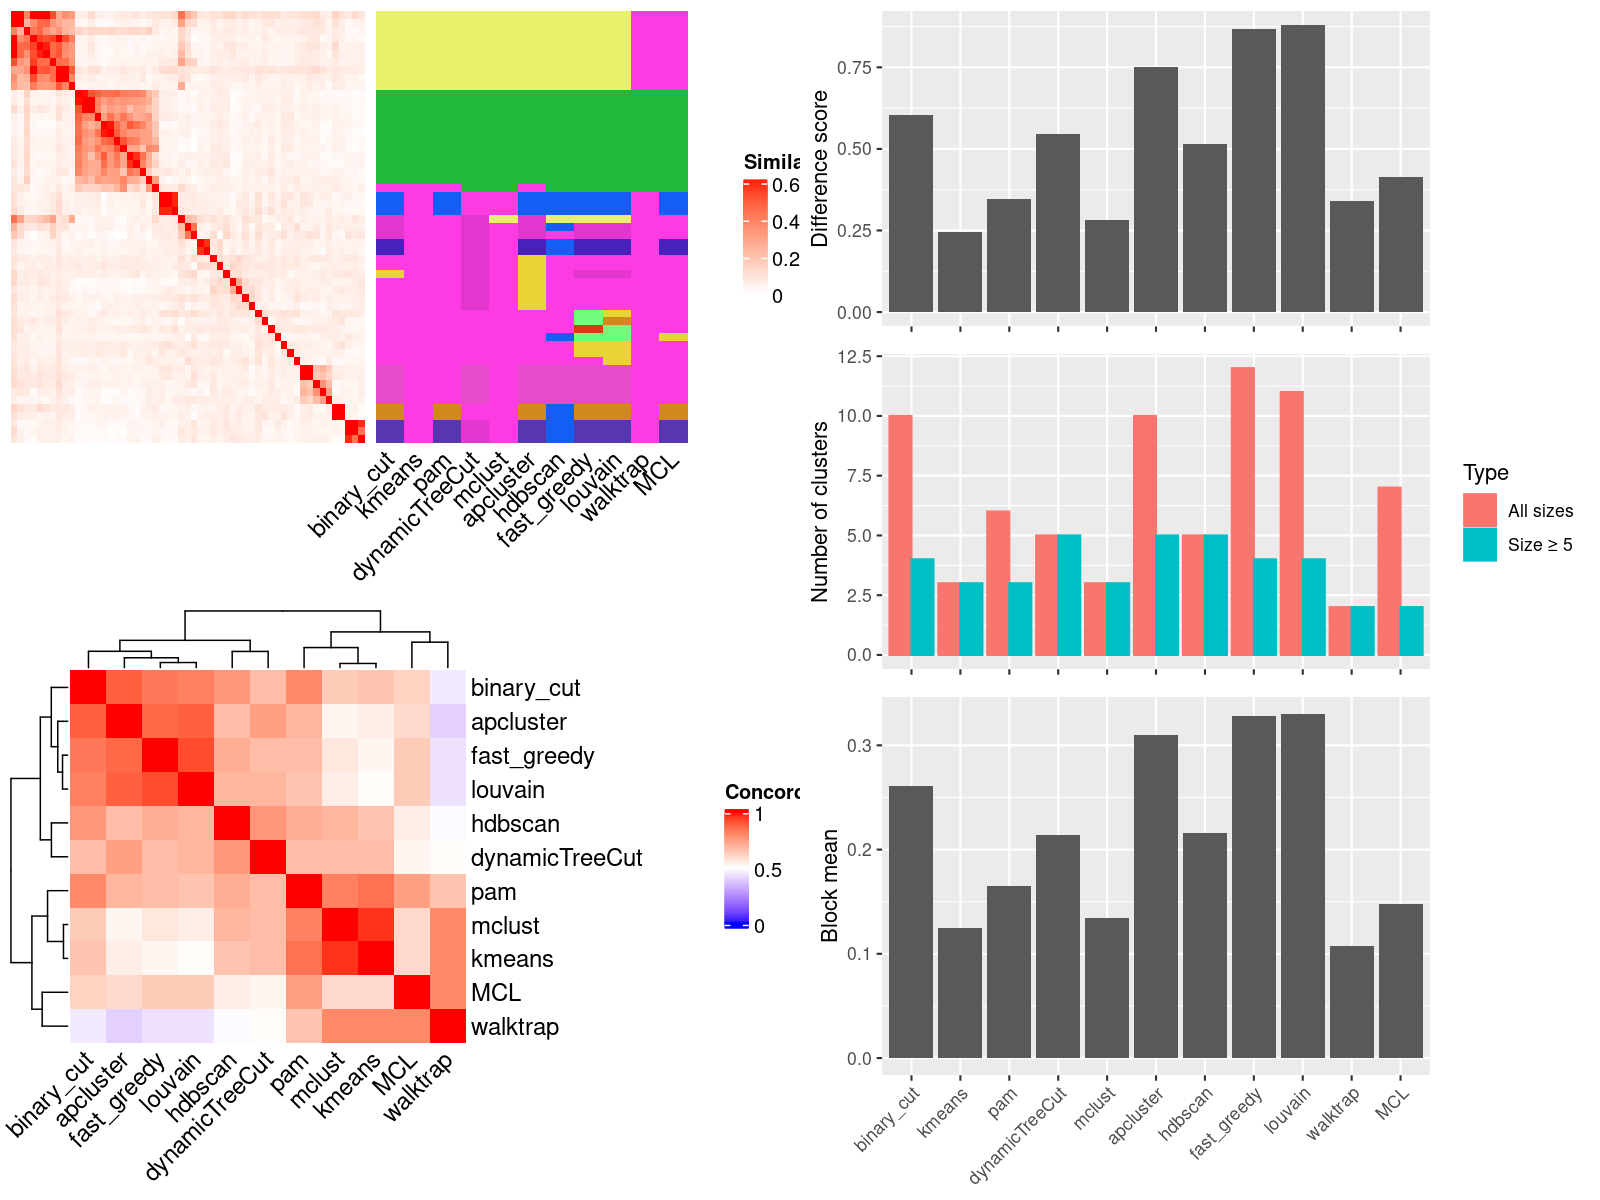 Simila
0.6
0.4
0.2
0
binary_cut
kmeans
pam
dynamicTreeCut
mclust
apcluster
hdbscan
fast_greedy
louvain
walktrap
MCL
binary_cut
apcluster
fast_greedy
louvain
hdbscan
dynamicTreeCut
pam
mclust
kmeans
MCL
walktrap
binary_cut
apcluster
fast_greedy
louvain
hdbscan
dynamicTreeCut
pam
mclust
kmeans
MCL
walktrap
Concord
1
0.5
0
Difference score
0.75
0.50
0.25
0.00
Number of clusters
12.5
10.0
7.5
5.0
2.5
0.0
Type
All sizes
Size ≥ 5
Block mean
0.3
0.2
0.1
0.0
binary_cut
kmeans
pam
dynamicTreeCut
mclust
apcluster
hdbscan
fast_greedy
louvain
walktrap
MCL